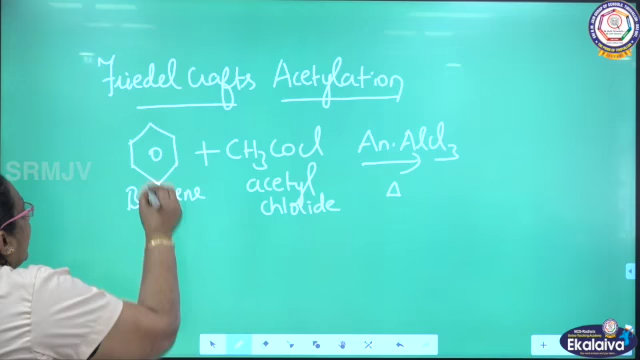 Friedel Crafts Acetylation
+ CH3COCl An. AlCl3
acetyl
chloride
Δ
SRMJV
Ekalaiva